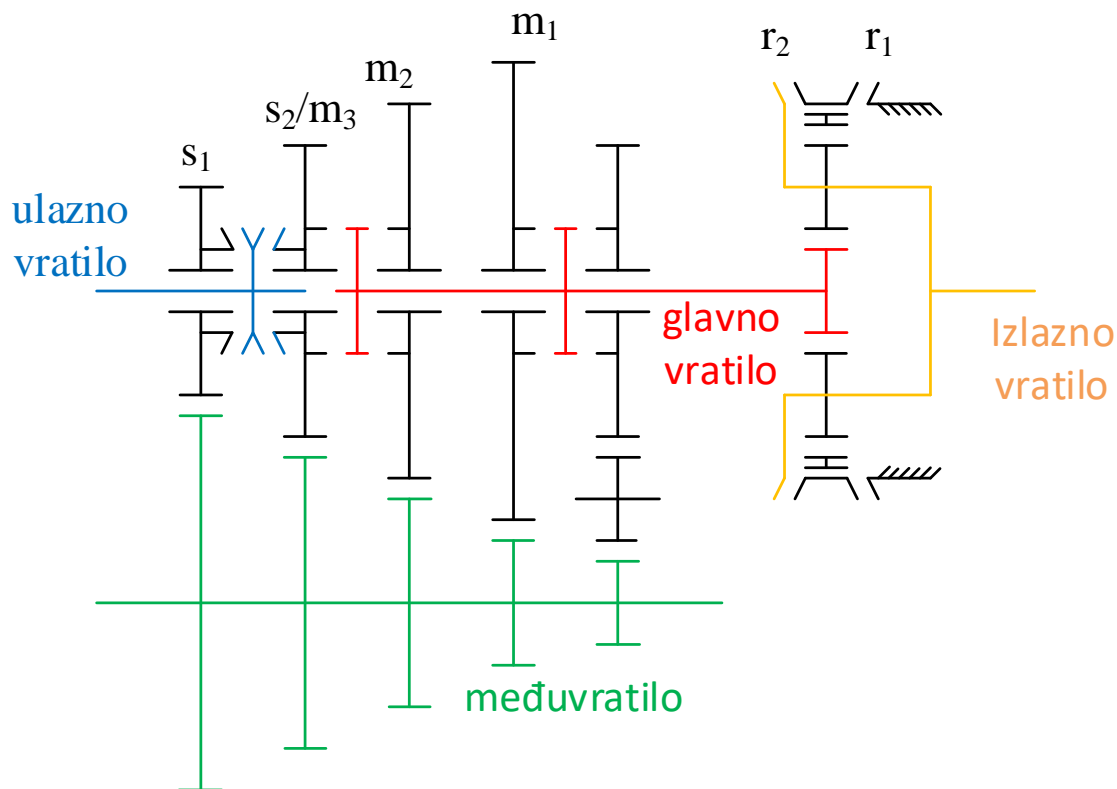 m₁
r₂
r₁
m₂
s₂/m₃
s₁
ulazno
vratilo
glavno
vratilo
Izlazno
vratilo
međuvratilo